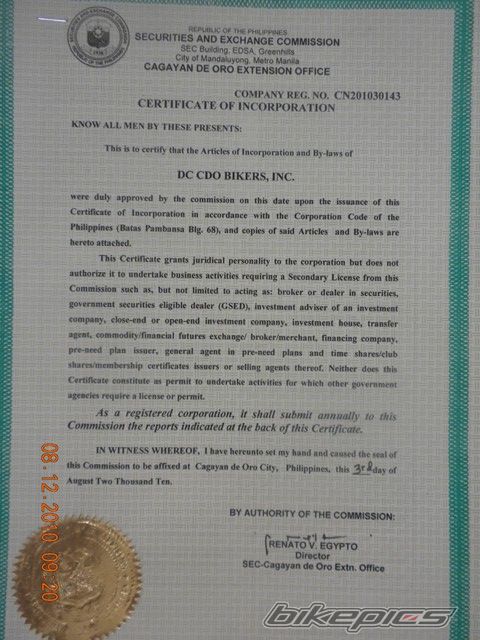 REPUBLIC OF THE PHILIPPINES
SECURITIES AND EXCHANGE COMMISSION
SEC Building, EDSA, Greenhills
City of Mandaluyong, Metro Manila
CAGAYAN DE ORO EXTENSION OFFICE
COMPANY REG. NO. CN201030143
CERTIFICATE OF INCORPORATION
KNOW ALL MEN BY THESE PRESENTS:
This is to certify that the Articles of Incorporation and By-laws of
DC CDO BIKERS, INC.
were duly approved by the commission on this date upon the issuance of this
Certificate of Incorporation in accordance with the Corporation Code of the
Philippines (Batas Pambansa Blg. 68), and copies of said Articles and By-laws are
hereto attached.
This Certificate grants juridical personality to the corporation but does not
authorize it to undertake business activities requiring a Secondary License from this
Commission such as, but not limited to acting as: broker or dealer in securities,
government securities eligible dealer (GSED), investment adviser of an investment
company, close-end or open-end investment company, investment house, transfer
agent, commodity/financial futures exchange/ broker/merchant, financing company,
pre-need plan issuer, general agent in pre-need plans and time shares/club
shares/membership certificates issuers or selling agents thereof. Neither does this
Certificate constitute as permit to undertake activities for which other government
agencies require a license or permit.
As a registered corporation, it shall submit annually to this
Commission the reports indicated at the back of this Certificate.
IN WITNESS WHEREOF, I have hereunto set my hand and caused the seal of
this Commission to be affixed at Cagayan de Oro City, Philippines, this 3rd day of
August Two Thousand Ten.
BY AUTHORITY OF THE COMMISSION:
RENATO V. EGYPTO
Director
SEC-Cagayan de Oro Extn. Office
08.12.2010 09:20
bikepics